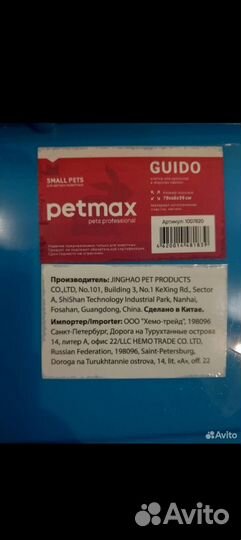 SMALL PETS
GUIDO
petmax
pets professional
Артикул: 1007820
Производитель: JINGHAO PET PRODUCTS
CO.,LTD, No.101, Building 3, No.1 KeXing Rd., Sector
A, ShiShan Technology Industrial Park, Nanhai,
Fosahan, Guangdong, China. Сделано в Китае.
Импортер/Importer: ООО "Хемо-трейд", 198096
Санкт-Петербург, Дорога на Турухтанные острова
14, литер А, офис 22/LLC HEMO TRADE CO. LTD,
Russian Federation, 198096, Saint-Petersburg,
Doroga na Turukhtannie ostrova, 14, lit. «A», off. 22
Avito
Avito